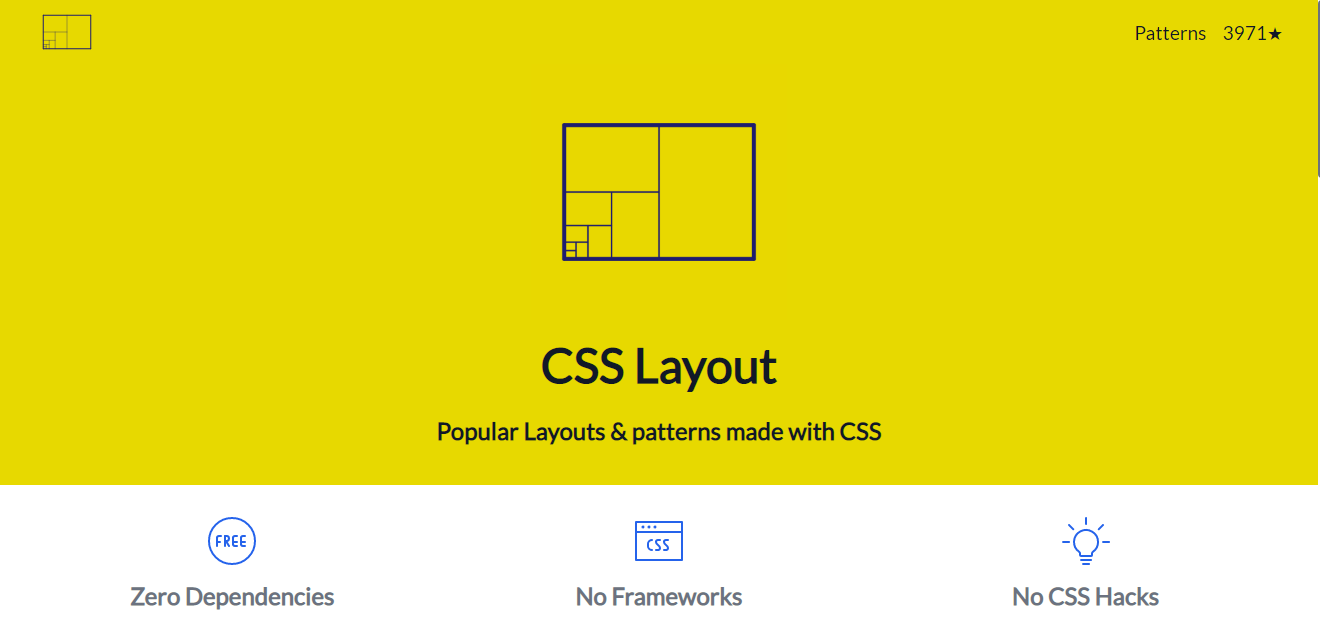 Patterns 3971★
CSS Layout
Popular Layouts & patterns made with CSS
FREE
CSS
Zero Dependencies
No Frameworks
No CSS Hacks